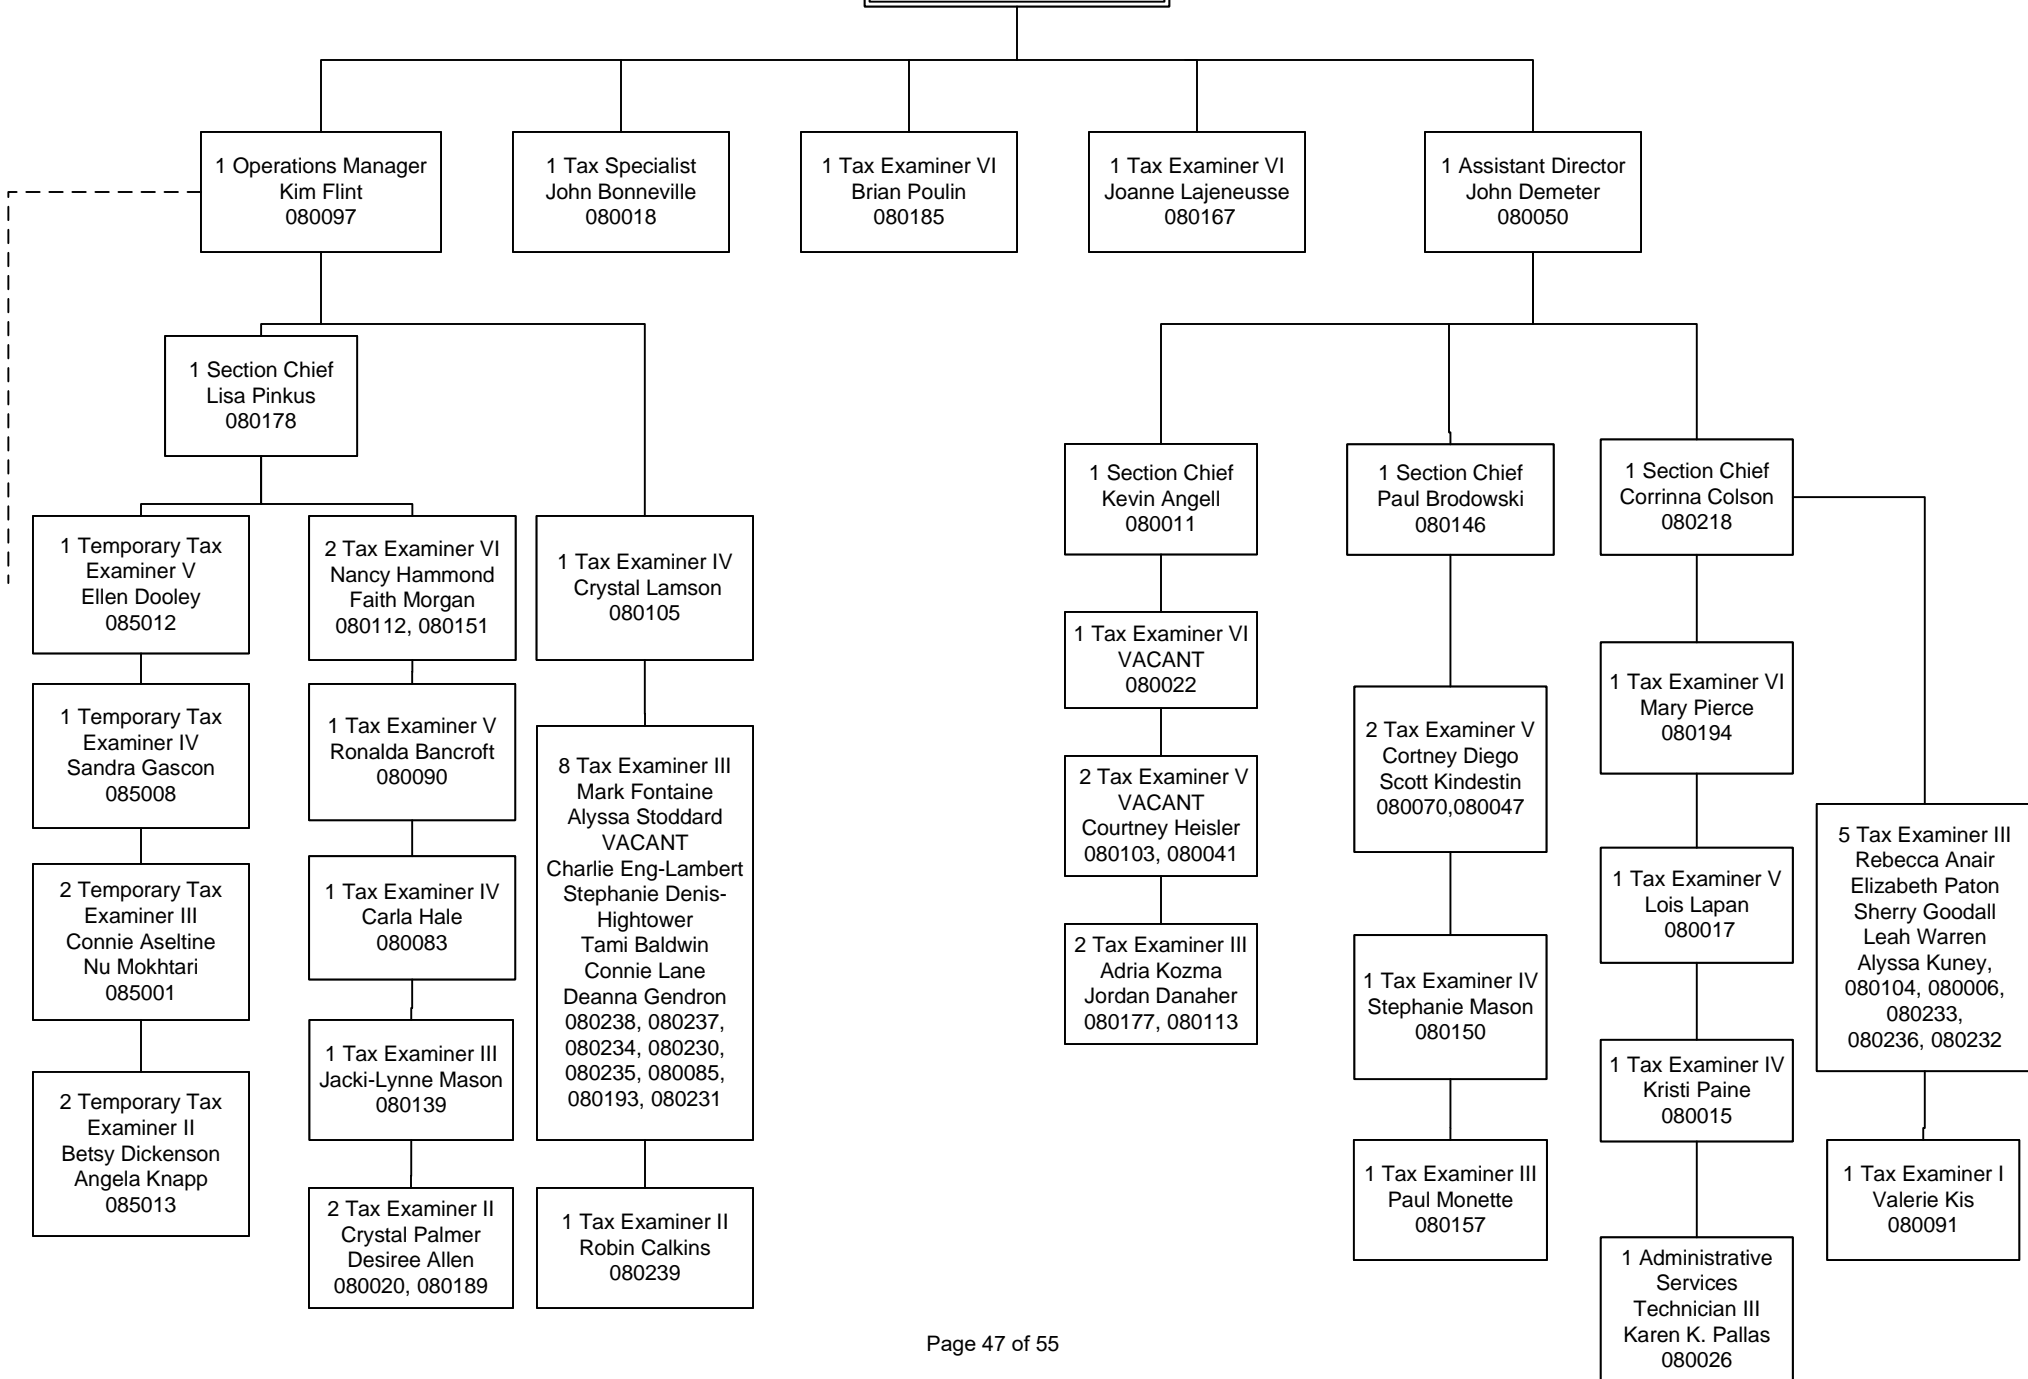 1 Operations Manager
Kim Flint
080097
1 Tax Specialist
John Bonneville
080018
1 Tax Examiner VI
Brian Poulin
080185
1 Tax Examiner VI
Joanne Lajeneusse
080167
1 Assistant Director
John Demeter
080050
1 Section Chief
Lisa Pinkus
080178
1 Section Chief
Kevin Angell
080011
1 Section Chief
Paul Brodowski
080146
1 Section Chief
Corrinna Colson
080218
1 Temporary Tax
Examiner V
Ellen Dooley
085012
2 Tax Examiner VI
Nancy Hammond
Faith Morgan
080112, 080151
1 Tax Examiner IV
Crystal Lamson
080105
1 Tax Examiner VI
VACANT
080022
1 Tax Examiner VI
Mary Pierce
080194
1 Temporary Tax
Examiner IV
Sandra Gascon
085008
1 Tax Examiner V
Ronalda Bancroft
080090
8 Tax Examiner III
Mark Fontaine
Alyssa Stoddard
VACANT
Charlie Eng-Lambert
Stephanie Denis-
Hightower
Tami Baldwin
Connie Lane
Deanna Gendron
080238, 080237,
080234, 080230,
080235, 080085,
080193, 080231
2 Tax Examiner V
VACANT
Courtney Heisler
080103, 080041
2 Tax Examiner V
Cortney Diego
Scott Kindestin
080070,080047
1 Tax Examiner V
Lois Lapan
080017
5 Tax Examiner III
Rebecca Anair
Elizabeth Paton
Sherry Goodall
Leah Warren
Alyssa Kuney,
080104, 080006,
080233,
080236, 080232
2 Temporary Tax
Examiner III
Connie Aseltine
Nu Mokhtari
085001
1 Tax Examiner IV
Carla Hale
080083
2 Tax Examiner III
Adria Kozma
Jordan Danaher
080177, 080113
1 Tax Examiner IV
Stephanie Mason
080150
1 Tax Examiner IV
Kristi Paine
080015
2 Temporary Tax
Examiner II
Betsy Dickenson
Angela Knapp
085013
1 Tax Examiner III
Jacki-Lynne Mason
080139
1 Tax Examiner III
Paul Monette
080157
1 Tax Examiner I
Valerie Kis
080091
2 Tax Examiner II
Crystal Palmer
Desiree Allen
080020, 080189
1 Tax Examiner II
Robin Calkins
080239
1 Administrative
Services
Technician III
Karen K. Pallas
080026
Page 47 of 55